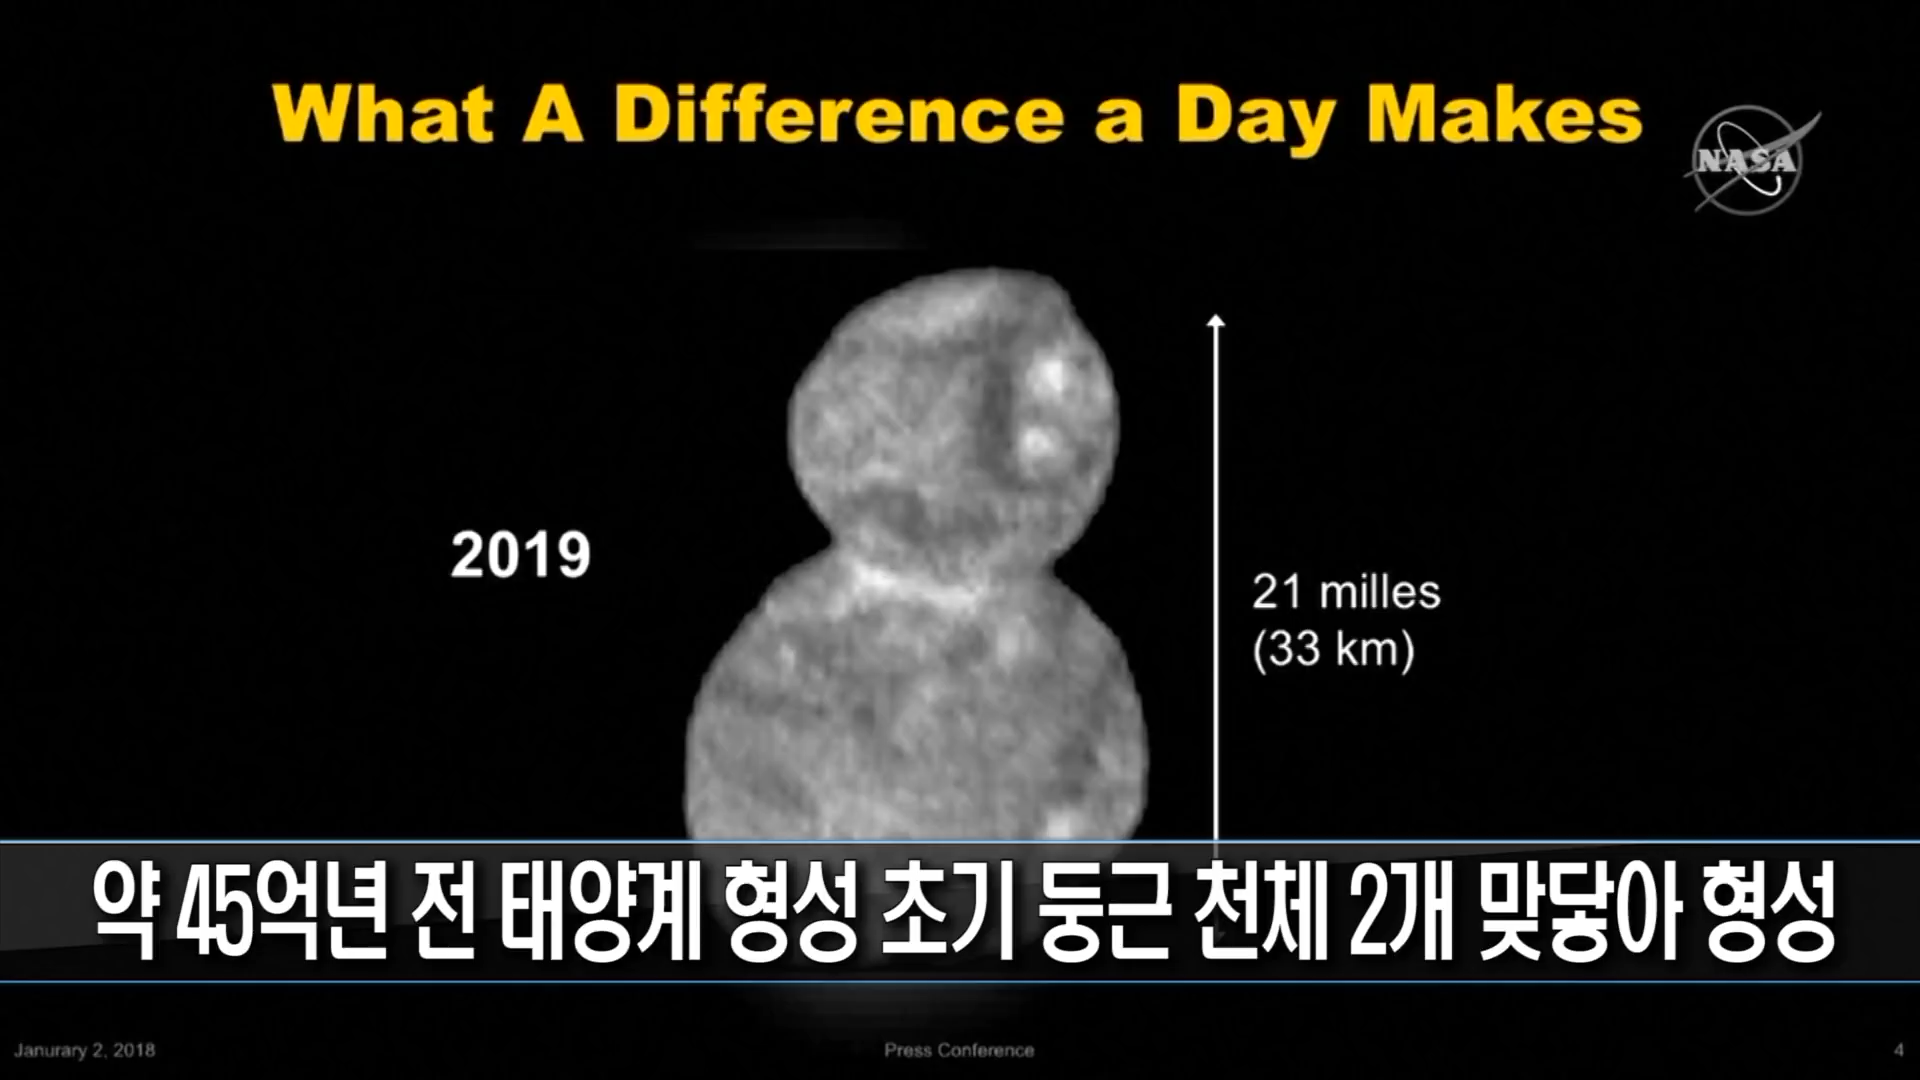 What A Difference a Day Makes
NASA
2019
21 milles
(33 km)
약 45억년 전 태양계 형성 초기 둥근 천체 2개 맞닿아 형성
Janurary 2, 2018
Press Conference
4